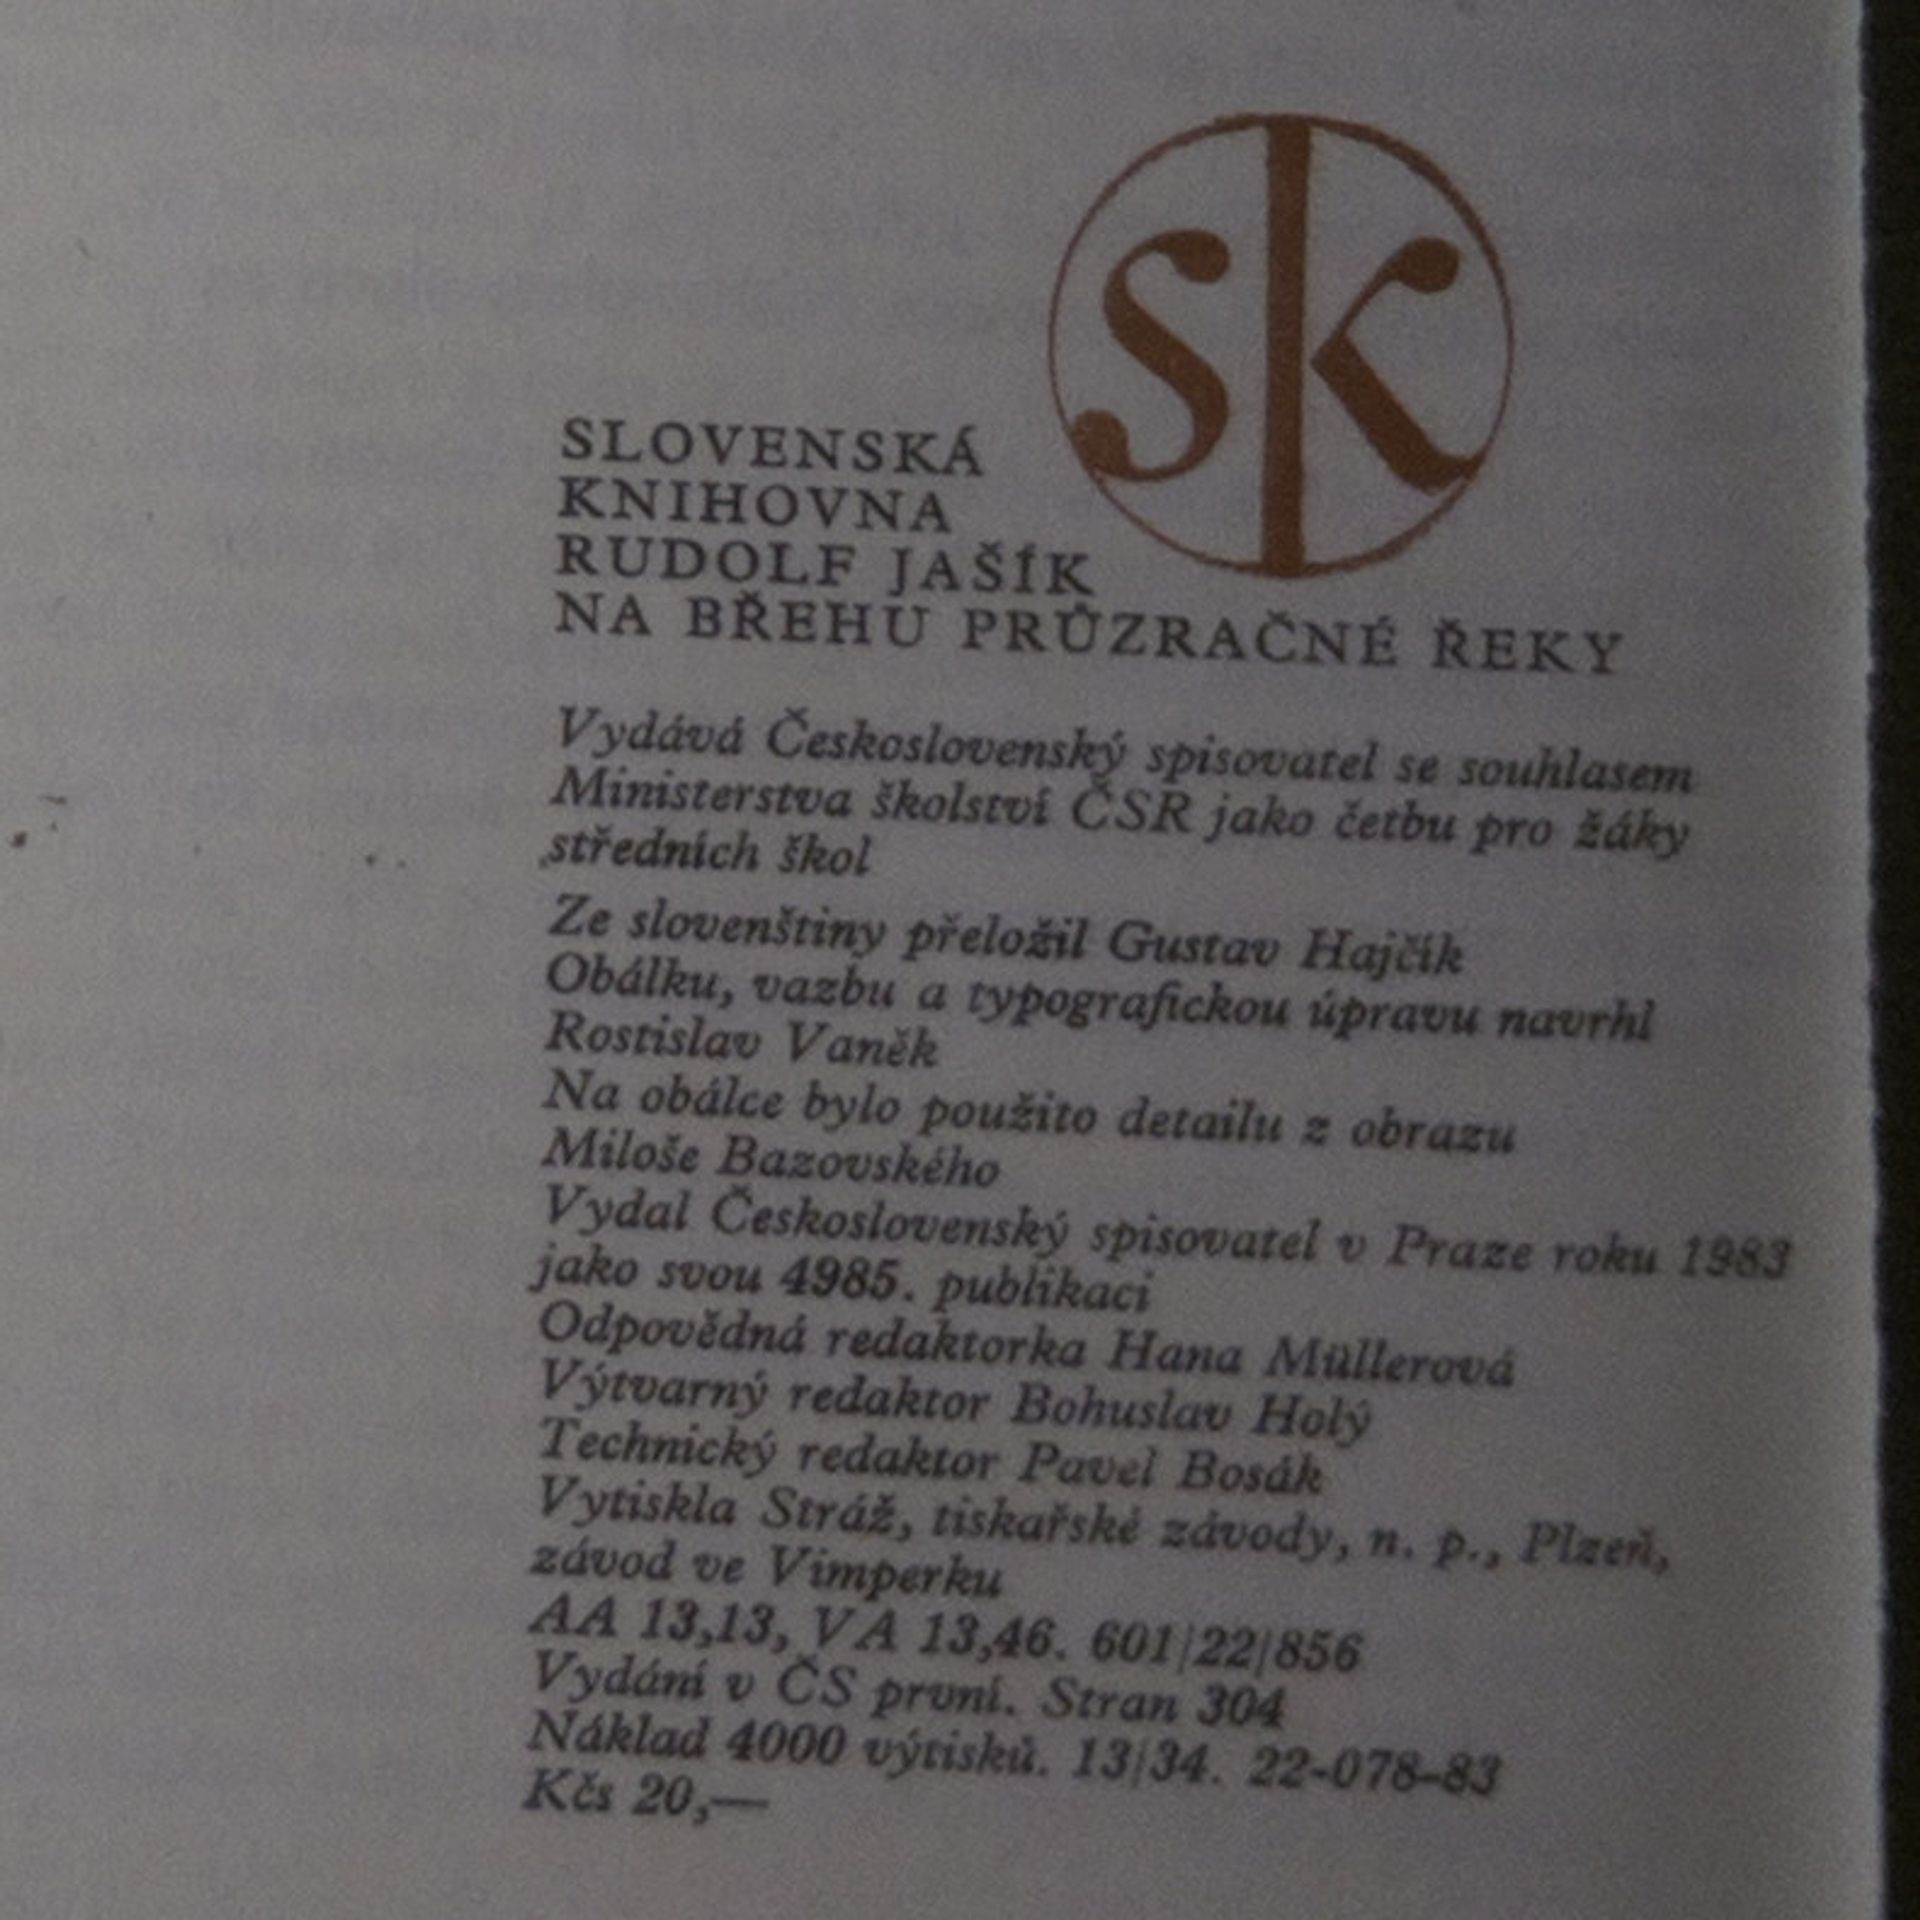 SK
SLOVENSKÁ
KNIHOVNA
RUDOLF JAŠÍK
NA BŘEHU PRŮZRAČNÉ ŘEKY
Vydává Československý spisovatel se souhlasem
Ministerstva školství ČSR jako četbu pro žáky
středních škol
Ze slovenštiny přeložil Gustav Hajčík
Obálku, vazbu a typografickou úpravu navrhl
Rostislav Vaněk
Na obálce bylo použito detailu z obrazu
Miloše Bazovského
Vydal Československý spisovatel v Praze roku 1983
jako svou 4985. publikaci
Odpovědná redaktorka Hana Müllerová
Výtvarný redaktor Bohuslav Holý
Technický redaktor Pavel Bosák
Vytiskla Stráž, tiskařské závody, n. p., Plzeň,
závod ve Vimperku
AA 13,13, VA 13,46. 601/22/856
Vydání v ČS první. Stran 304
Náklad 4000 výtisků. 13/34. 22-078-83
Kčs 20,—